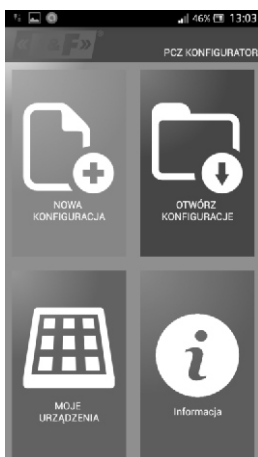 46% 13:03
«F&F»®
PCZ KONFIGURATOR
NOWA
KONFIGURACJA
OTWÓRZ
KONFIGURACJE
MOJE
URZĄDZENIA
Informacja